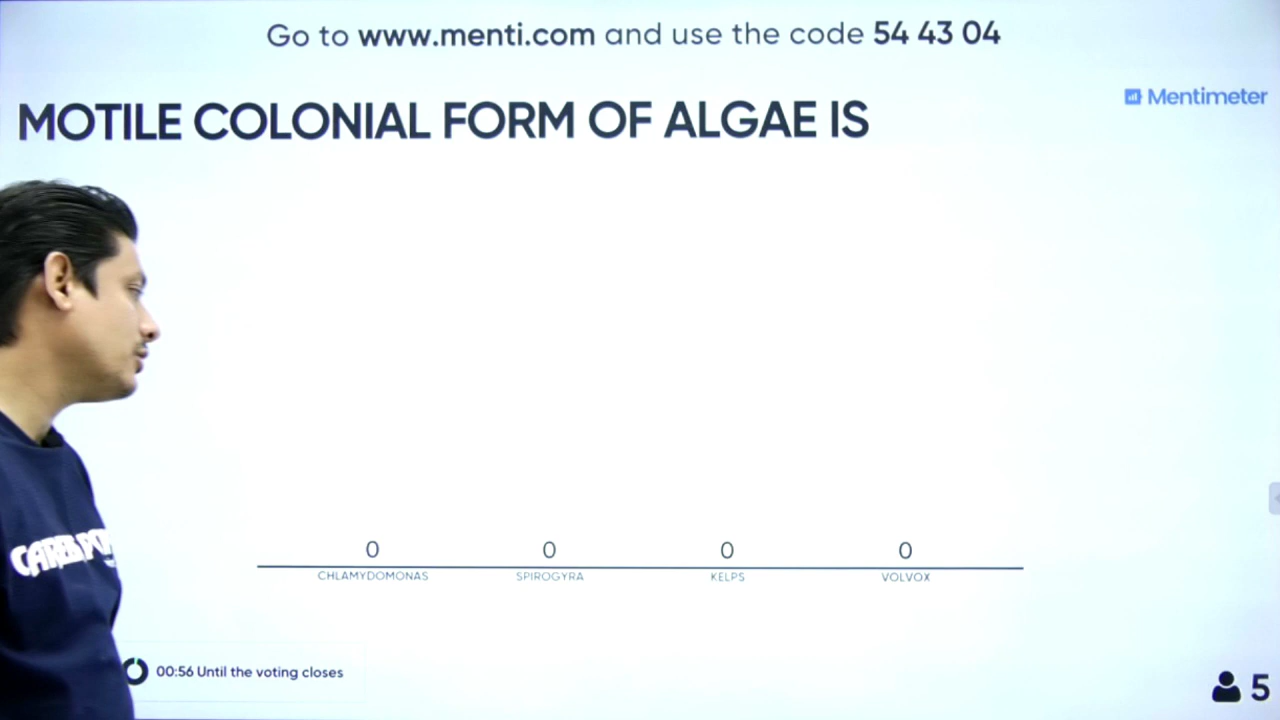 Go to www.menti.com and use the code 54 43 04
Mentimeter
MOTILE COLONIAL FORM OF ALGAE IS
0 0 0 0
CHLAMYDOMONAS SPIROGYRA KELPS VOLVOX
00:56 Until the voting closes
5